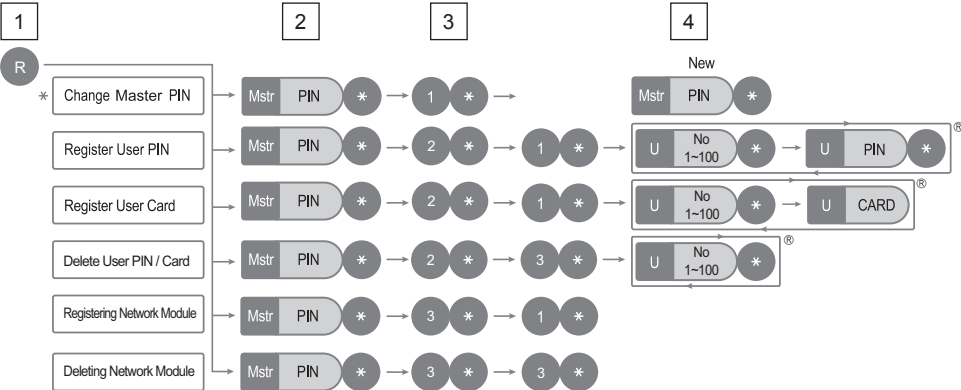 1 2 3 4
R
New
* Change Master PIN Mstr PIN * 1 * Mstr PIN *
Register User PIN Mstr PIN * 2 * 1 * U No 1~100 * U PIN * ®
Register User Card Mstr PIN * 2 * 1 * U No 1~100 * U CARD ®
Delete User PIN / Card Mstr PIN * 2 * 3 * U No 1~100 * ®
Registering Network Module Mstr PIN * 3 * 1 *
Deleting Network Module Mstr PIN * 3 * 3 *